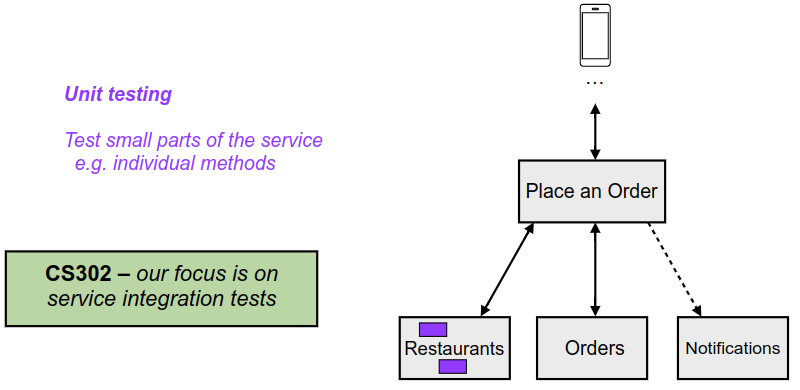 Unit testing
Test small parts of the service
e.g. individual methods
CS302 – our focus is on
service integration tests
...
Place an Order
Restaurants
Orders
Notifications